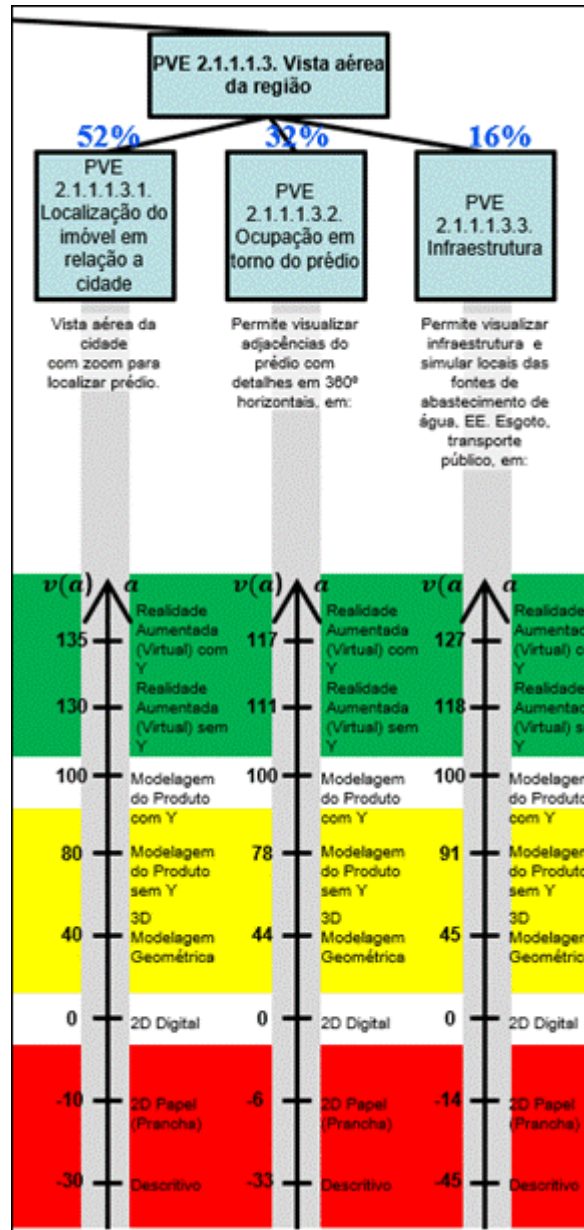 PVE 2.1.1.1.3. Vista aérea
da região
52%
32%
16%
PVE
2.1.1.1.3.1.
Localização do
imóvel em
relação a
cidade
PVE
2.1.1.1.3.2.
Ocupação em
torno do prédio
PVE
2.1.1.1.3.3.
Infraestrutura
Vista aérea da
cidade
com zoom para
localizar prédio.
Permite visualizar
adjacências do
prédio com
detalhes em 360º
horizontais, em:
Permite visualizar
infraestrutura e
simular locais das
fontes de
abastecimento de
água, EE. Esgoto,
transporte
público, em:
v(a) a
135
Realidade
Aumentada
(Virtual) com
Y
130
Realidade
Aumentada
(Virtual) sem
Y
100
Modelagem
do Produto
com Y
80
Modelagem
do Produto
sem Y
40
3D
Modelagem
Geométrica
0
2D Digital
-10
2D Papel
(Prancha)
-30
Descritivo
v(a) a
117
Realidade
Aumentada
(Virtual) com
Y
111
Realidade
Aumentada
(Virtual) sem
Y
100
Modelagem
do Produto
com Y
78
Modelagem
do Produto
sem Y
44
3D
Modelagem
Geométrica
0
2D Digital
-6
2D Papel
(Prancha)
-33
Descritivo
v(a a
127
Realidade
Aumentada
(Virtual) c
Y
118
Realidade
Aumentada
(Virtual) s
Y
100
Modelagem
do Produto
com Y
91
Modelagem
do Produto
sem Y
45
3D
Modelagem
Geométrica
0
2D Digital
-14
2D Papel
(Prancha)
-45
Descritivo